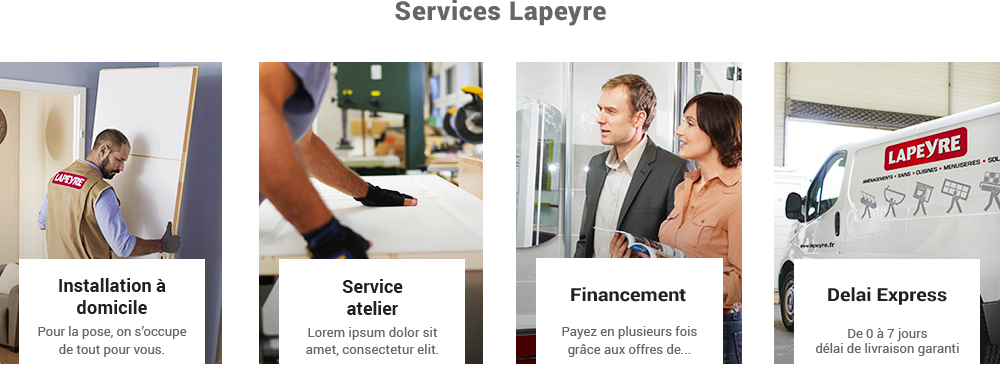 Services Lapeyre
LAPEYRE
Installation à
domicile
Pour la pose, on s'occupe
de tout pour vous.
Service
atelier
Lorem ipsum dolor sit
amet, consectetur elit.
Financement
Payez en plusieurs fois
grâce aux offres de...
LAPEYRE
AMÉNAGEMENTS • BAINS • CUISINES • MENUISERIES • SOL
www.lapeyre.fr
Delai Express
De 0 à 7 jours
délai de livraison garanti